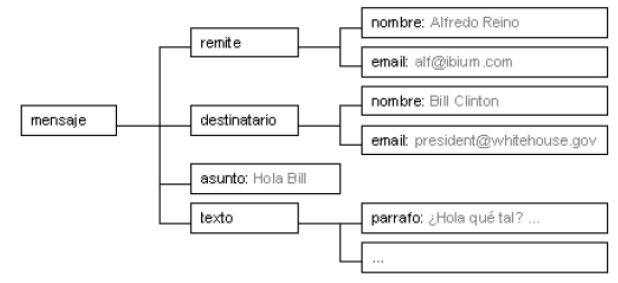 mensaje
remite
nombre: Alfredo Reino
email: alf@ibium.com
destinatario
nombre: Bill Clinton
email: president@whitehouse.gov
asunto: Hola Bill
texto
parrafo: ¿Hola qué tal? ...
...